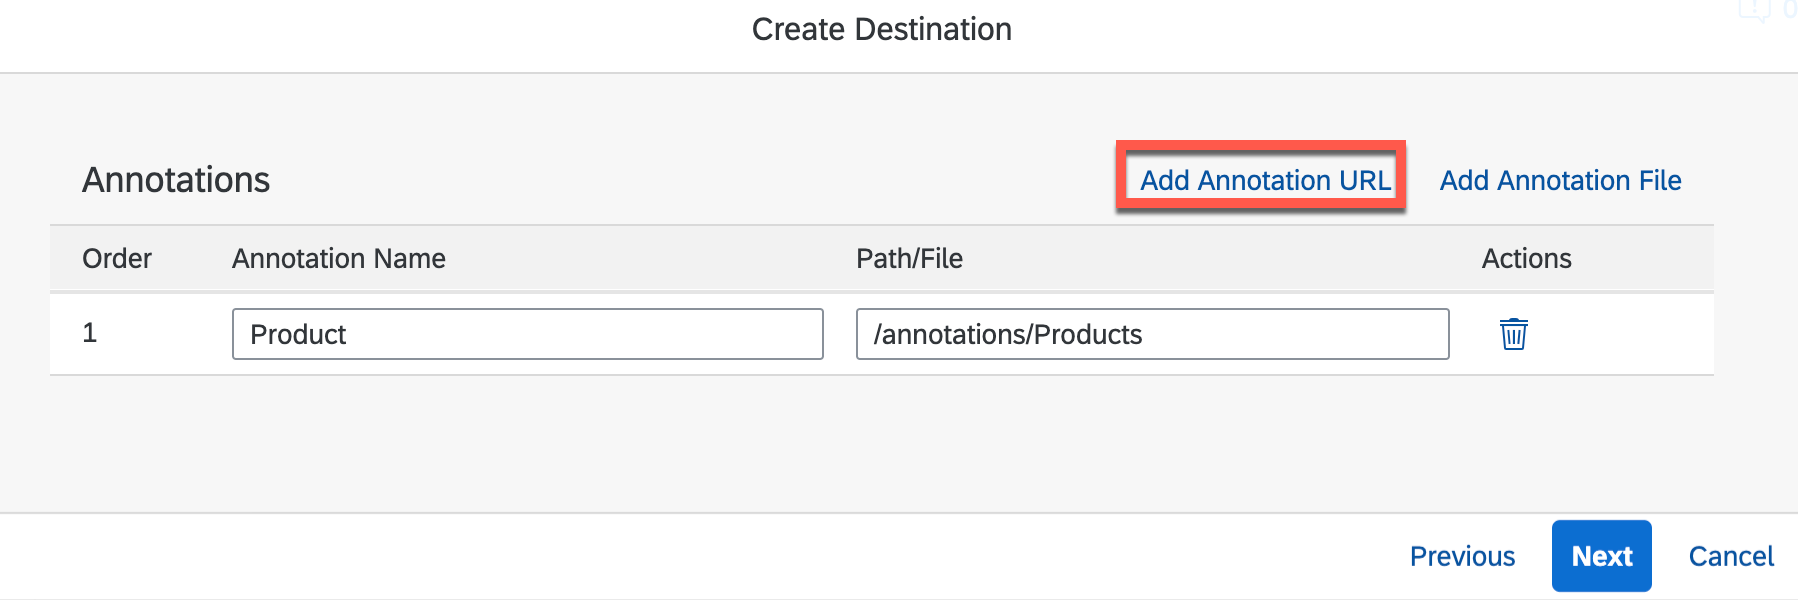 Create Destination
Annotations
Add Annotation URL
Add Annotation File
Order Annotation Name Path/File Actions
1 Product /annotations/Products
Previous Next Cancel